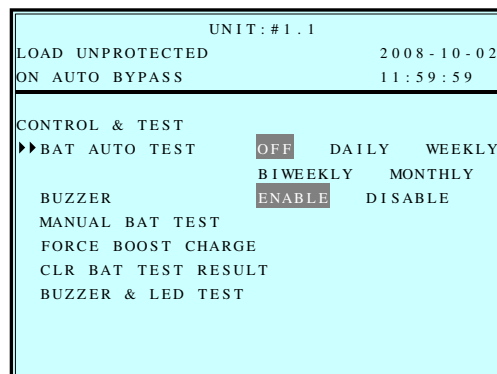 UNIT:#1.1
LOAD UNPROTECTED 2008-10-02
ON AUTO BYPASS 11:59:59
CONTROL & TEST
BAT AUTO TEST OFF DAILY WEEKLY
BIWEEKLY MONTHLY
BUZZER ENABLE DISABLE
MANUAL BAT TEST
FORCE BOOST CHARGE
CLR BAT TEST RESULT
BUZZER & LED TEST